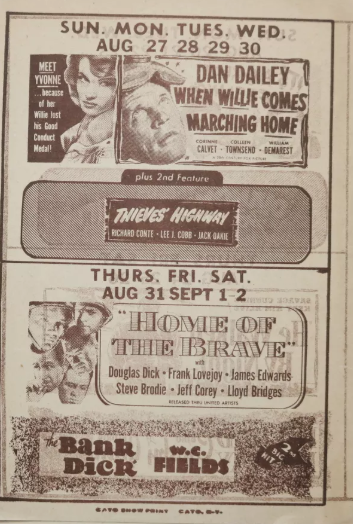 SUN. MON. TUES. WED.
AUG 27 28 29 30
MEET
YVONNE
...because
of her
Willie lost
his Good
Conduct
Medal!
DAN DAILEY
WHEN WILLIE COMES
MARCHING HOME
CORINNE COLLEEN WILLIAM
CALVET · TOWNSEND · DEMAREST
plus 2nd Feature
THIEVES' HIGHWAY
RICHARD CONTE · LEE J. COBB · JACK OAKIE
THURS. FRI. SAT.
AUG 31 SEPT 1-2
"HOME OF
THE BRAVE"
with
Douglas Dick • Frank Lovejoy • James Edwards
Steve Brodie • Jeff Corey • Lloyd Bridges
RELEASED THRU UNITED ARTISTS
The Bank Dick
W.C. FIELDS
2nd
BIG
HIT
CATO SHOW PRINT CATO, N.Y.